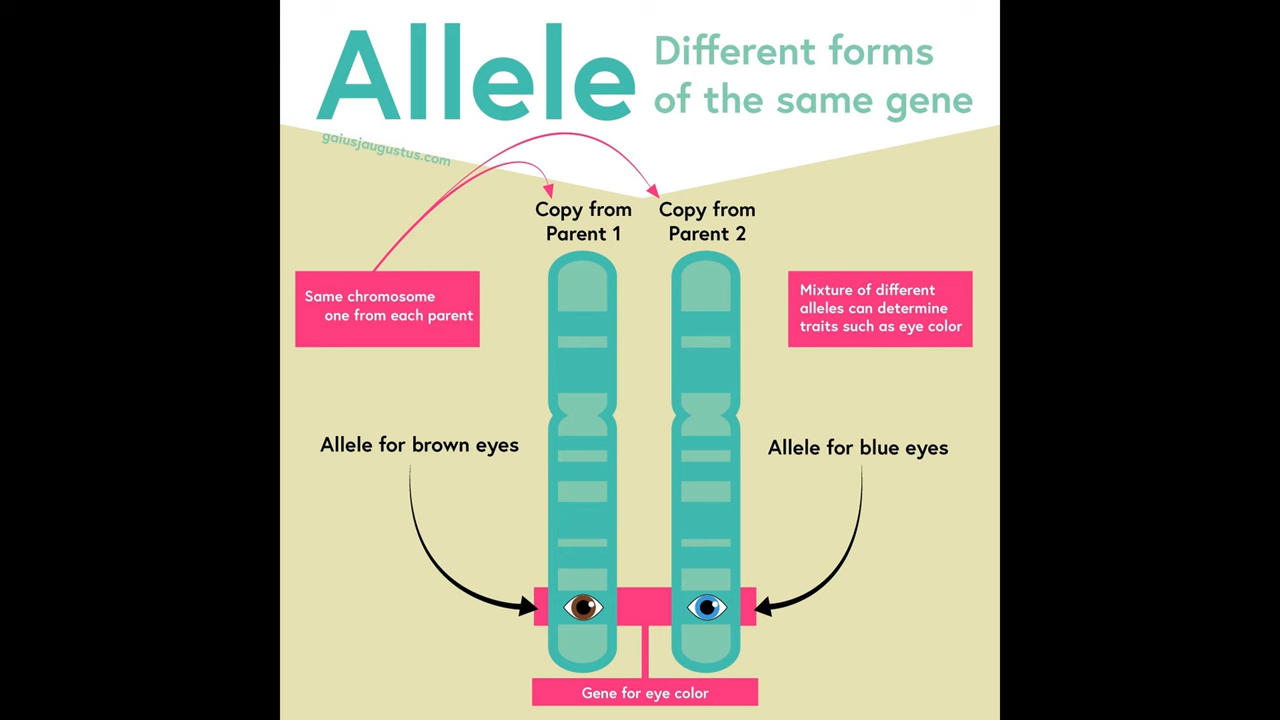 Allele
Different forms
of the same gene
gaiusjaugustus.com
Copy from
Parent 1
Copy from
Parent 2
Same chromosome
one from each parent
Mixture of different
alleles can determine
traits such as eye color
Allele for brown eyes
Allele for blue eyes
Gene for eye color